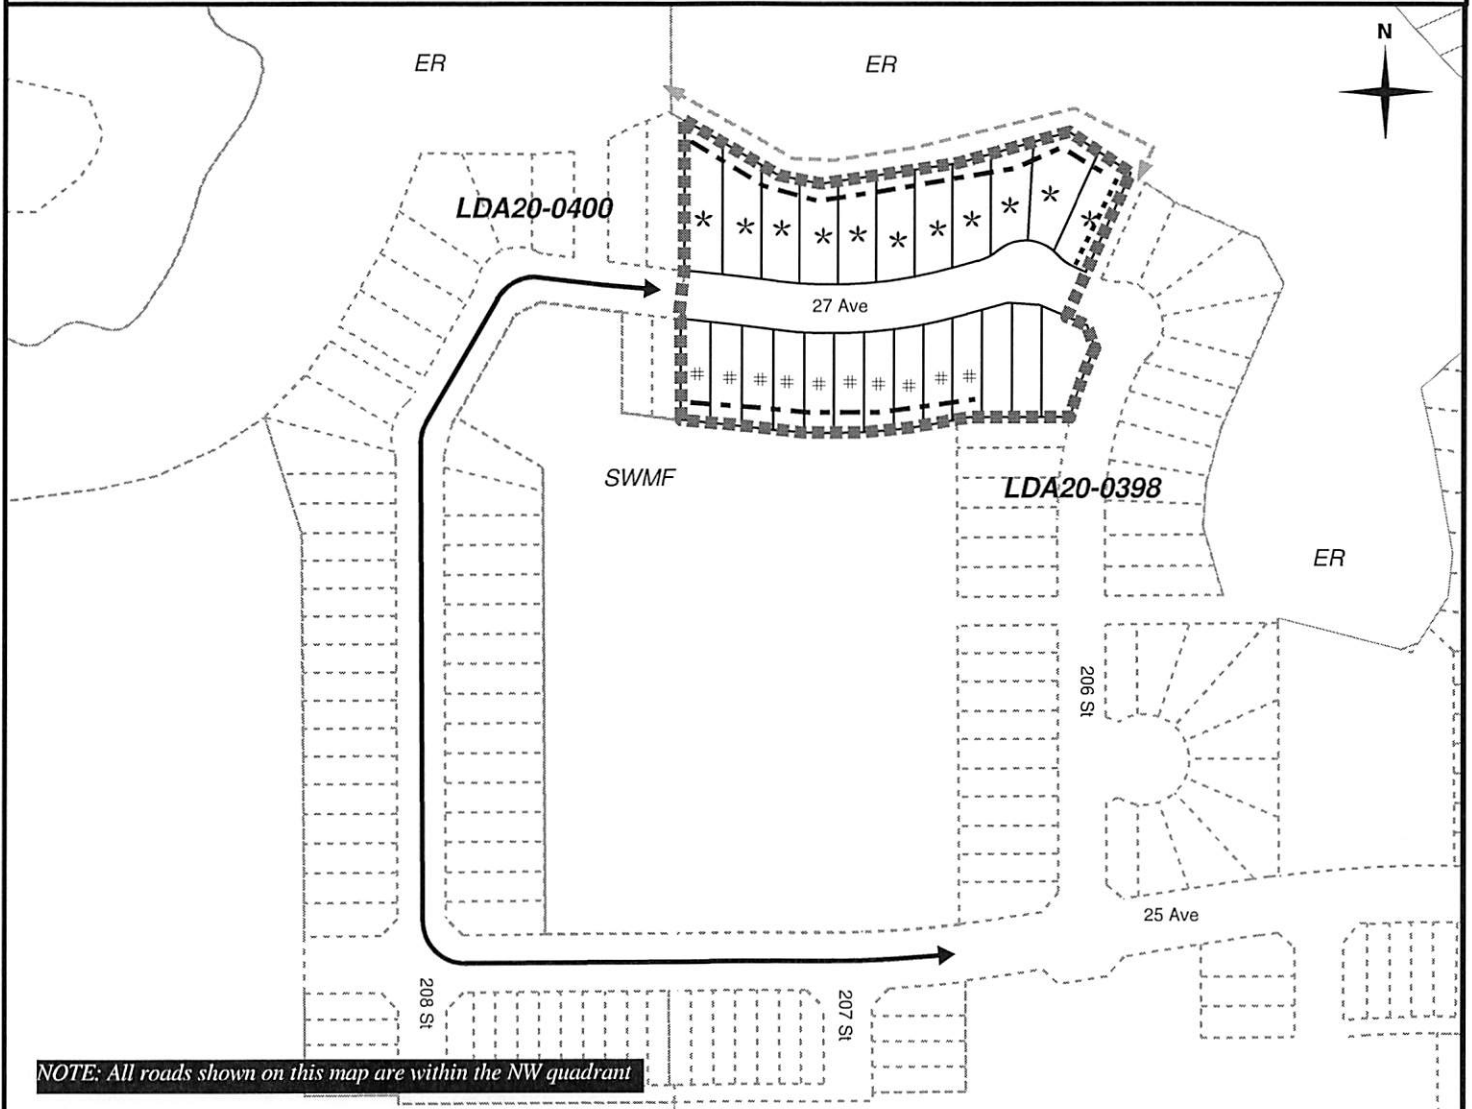 N
ER
ER
LDA20-0400
* * * * * * * * * * *
27 Ave
# # # # # # # # # #
SWMF
LDA20-0398
ER
206 St
25 Ave
208 St
207 St
NOTE: All roads shown on this map are within the NW quadrant